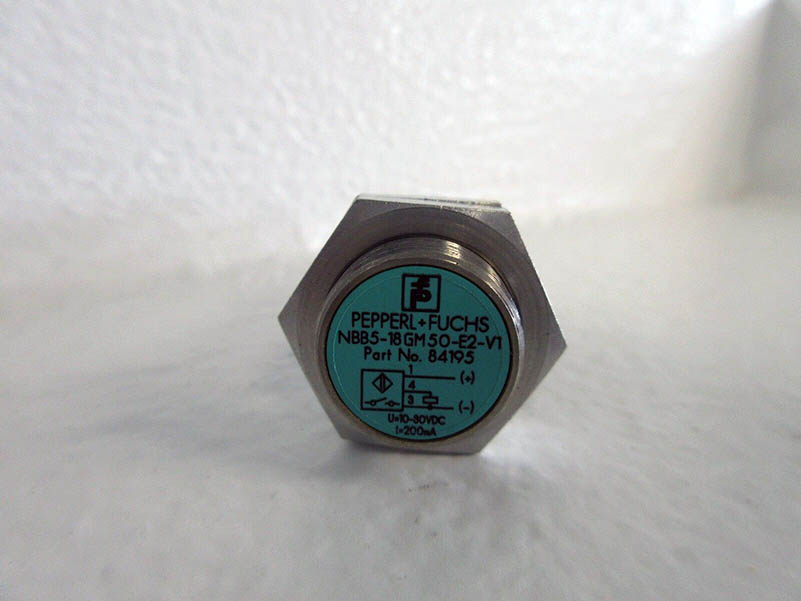 PEPPERL+FUCHS
NBB5-18GM50-E2-V1
Part No. 84195
1 (+)
4
3 (-)
U=10-30VDC
I=200mA